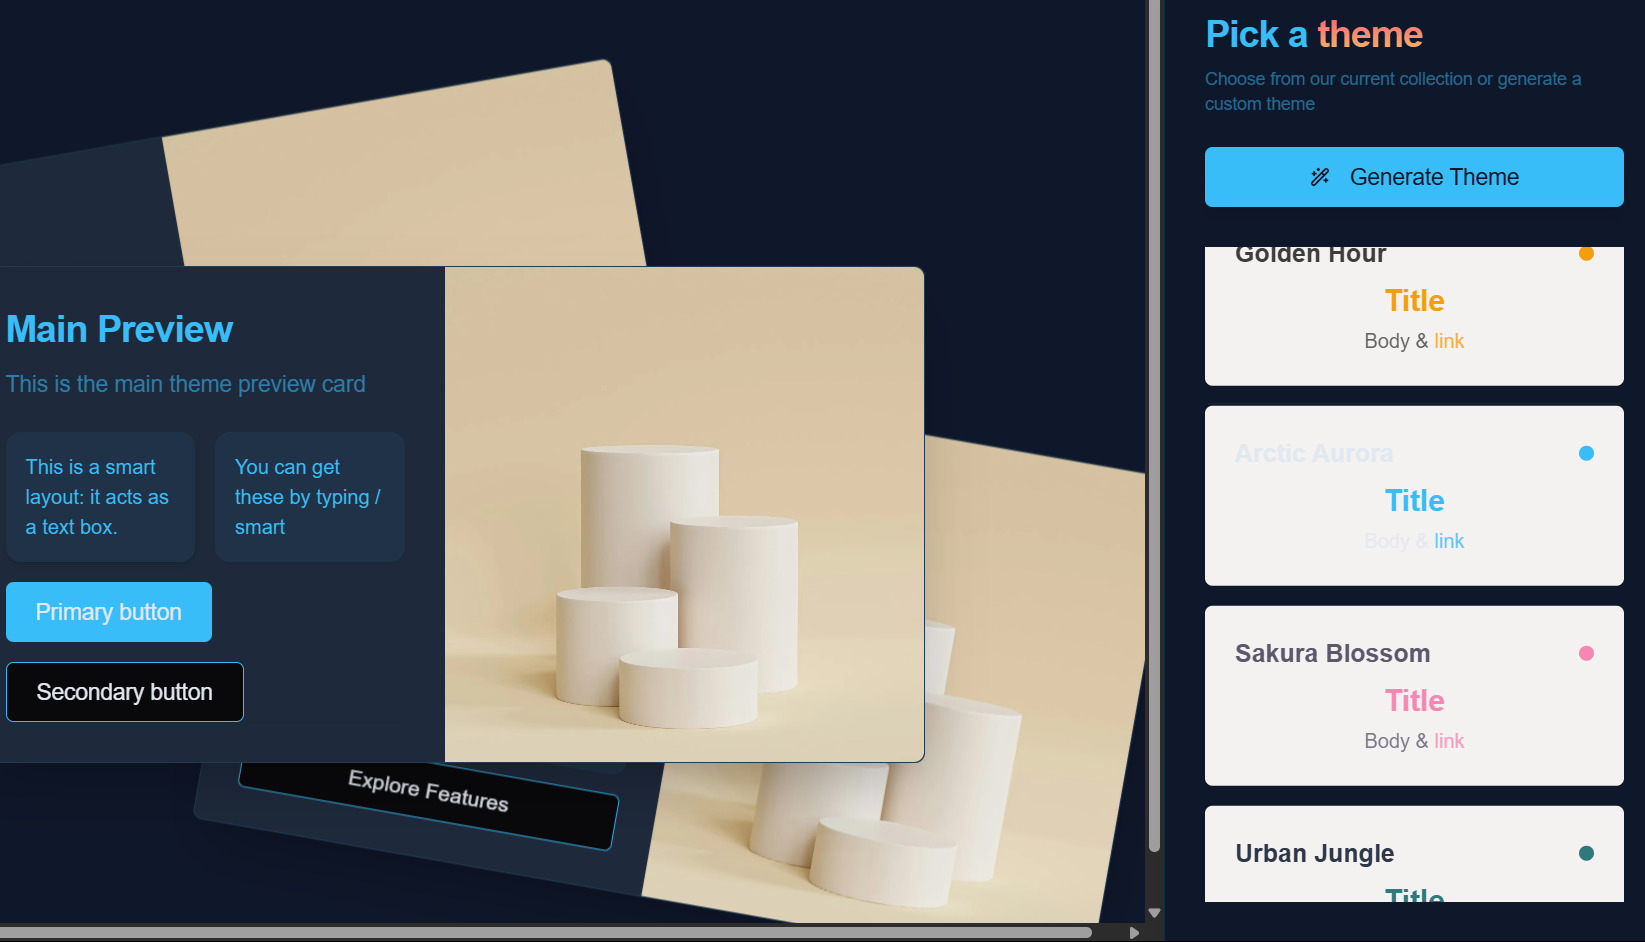 Pick a theme
Choose from our current collection or generate a
custom theme
Generate Theme
Golden Hour
Title
Body & link
Arctic Aurora
Title
Body & link
Sakura Blossom
Title
Body & link
Urban Jungle
Title
Main Preview
This is the main theme preview card
This is a smart
layout: it acts as
a text box.
You can get
these by typing /
smart
Primary button
Secondary button
Explore Features